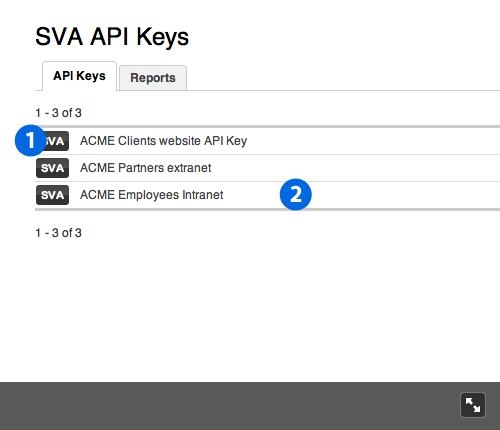 SVA API Keys
API Keys Reports
1 - 3 of 3
1 SVA ACME Clients website API Key
SVA ACME Partners extranet
SVA ACME Employees Intranet 2
1 - 3 of 3